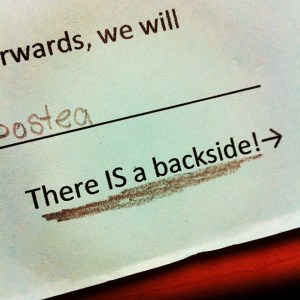 rwards, we will
postea
There IS a backside!→